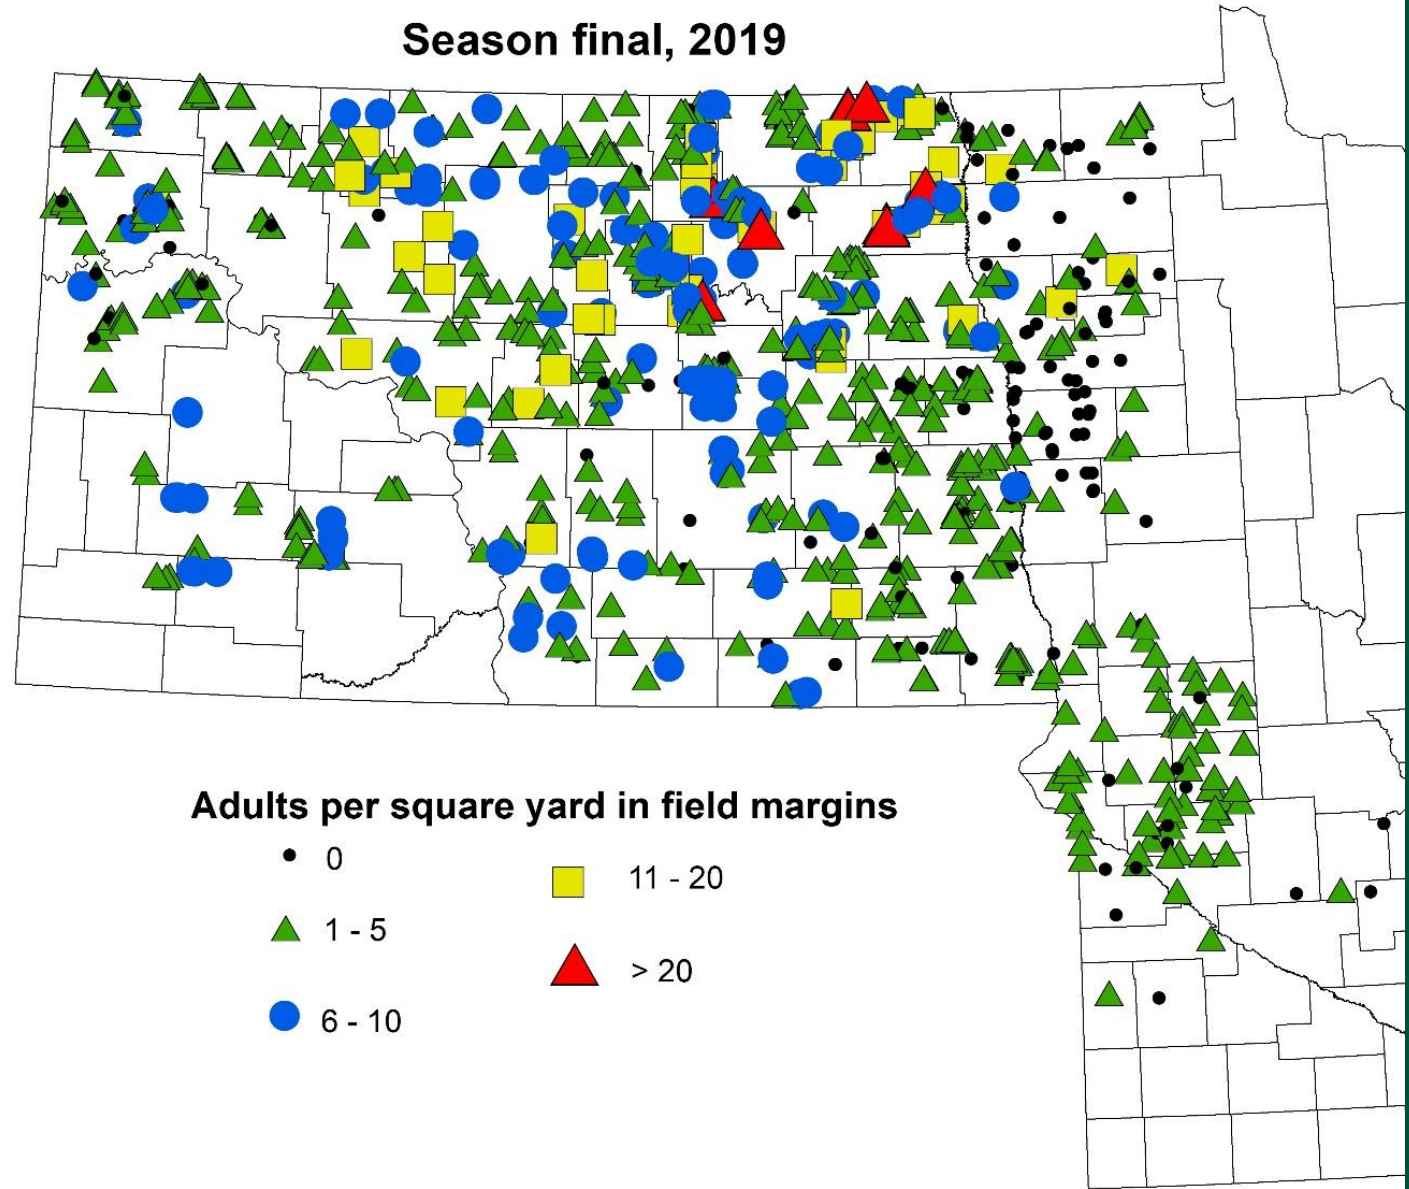 Season final, 2019
Adults per square yard in field margins
0
1 - 5
6 - 10
11 - 20
> 20